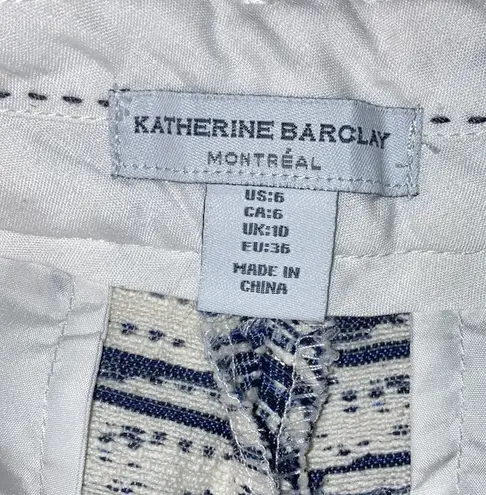 KATHERINE BARCLAY
MONTRÉAL
US:6
CA:6
UK:10
EU:36
MADE IN
CHINA